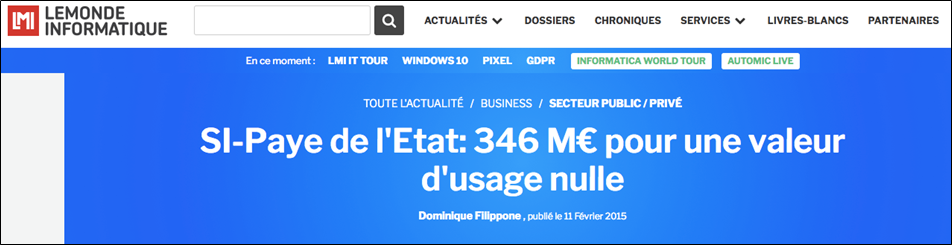 LMI LEMONDE INFORMATIQUE
ACTUALITÉS DOSSIERS CHRONIQUES SERVICES LIVRES-BLANCS PARTENAIRES
En ce moment : LMI IT TOUR WINDOWS 10 PIXEL GDPR INFORMATICA WORLD TOUR AUTOMIC LIVE
TOUTE L'ACTUALITÉ / BUSINESS / SECTEUR PUBLIC / PRIVÉ
SI-Paye de l'Etat: 346 M€ pour une valeur
d'usage nulle
Dominique Filippone , publié le 11 Février 2015